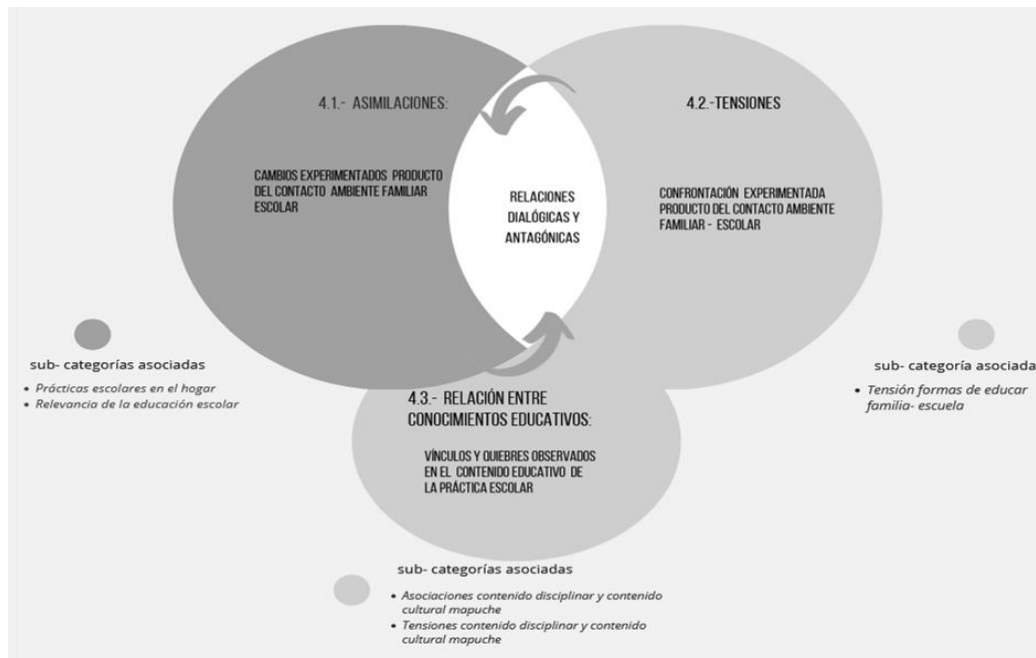 4.1.- ASIMILACIONES:
CAMBIOS EXPERIMENTADOS PRODUCTO
DEL CONTACTO AMBIENTE FAMILIAR
ESCOLAR
RELACIONES
DIALÓGICAS Y
ANTAGÓNICAS
4.2.-TENSIONES
CONFRONTACIÓN EXPERIMENTADA
PRODUCTO DEL CONTACTO AMBIENTE
FAMILIAR - ESCOLAR
sub- categorías asociadas
• Prácticas escolares en el hogar
• Relevancia de la educación escolar
sub- categoría asociada
• Tensión formas de educar
familia- escuela
4.3.- RELACIÓN ENTRE
CONOCIMIENTOS EDUCATIVOS:
VÍNCULOS Y QUIEBRES OBSERVADOS
EN EL CONTENIDO EDUCATIVO DE
LA PRÁCTICA ESCOLAR
sub- categorías asociadas
• Asociaciones contenido disciplinar y contenido
cultural mapuche
• Tensiones contenido disciplinar y contenido
cultural mapuche